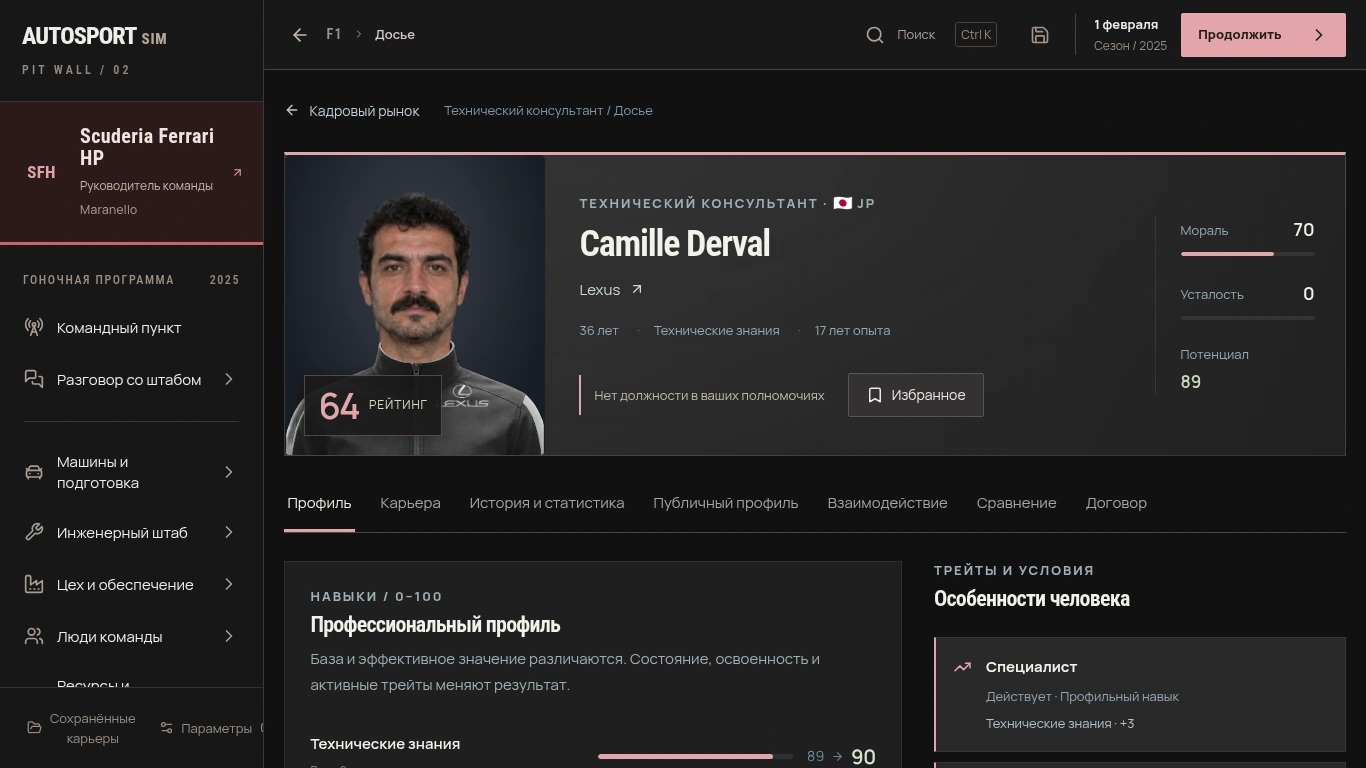 AUTOSPORT SIM
PIT WALL / 02
SFH
Scuderia Ferrari
HP
Руководитель команды
Maranello
ГОНОЧНАЯ ПРОГРАММА 2025
Командный пункт
Разговор со штабом
Машины и
подготовка
Инженерный штаб
Цех и обеспечение
Люди команды
Ресурсы и
Сохранённые
карьеры
Параметры
F1 Досье
Поиск Ctrl K
1 февраля
Сезон / 2025
Продолжить
Кадровый рынок Технический консультант / Досье
ТЕХНИЧЕСКИЙ КОНСУЛЬТАНТ · 🇯🇵 JP
Camille Derval
Lexus
36 лет · Технические знания · 17 лет опыта
Нет должности в ваших полномочиях
Избранное
64 РЕЙТИНГ
EXUS
Мораль 70
Усталость 0
Потенциал
89
Профиль Карьера История и статистика Публичный профиль Взаимодействие Сравнение Договор
НАВЫКИ / 0–100
Профессиональный профиль
База и эффективное значение различаются. Состояние, освоенность и
активные трейты меняют результат.
Технические знания
89 → 90
ТРЕЙТЫ И УСЛОВИЯ
Особенности человека
Специалист
Действует · Профильный навык
Технические знания · +3